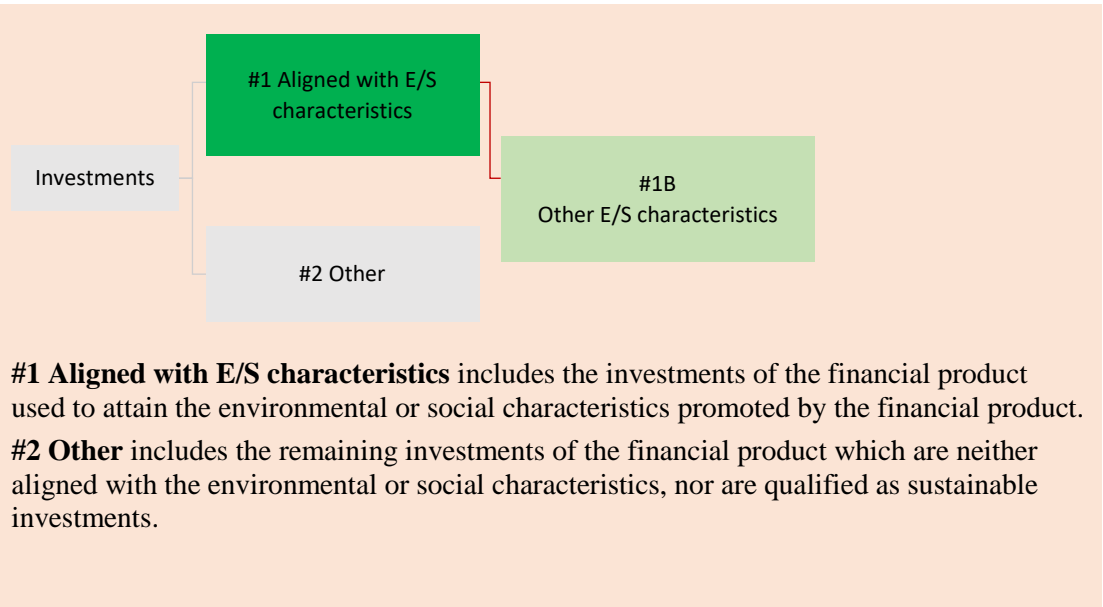 #1 Aligned with E/S
characteristics
Investments
#1B
Other E/S characteristics
#2 Other
#1 Aligned with E/S characteristics includes the investments of the financial product
used to attain the environmental or social characteristics promoted by the financial product.
#2 Other includes the remaining investments of the financial product which are neither
aligned with the environmental or social characteristics, nor are qualified as sustainable
investments.